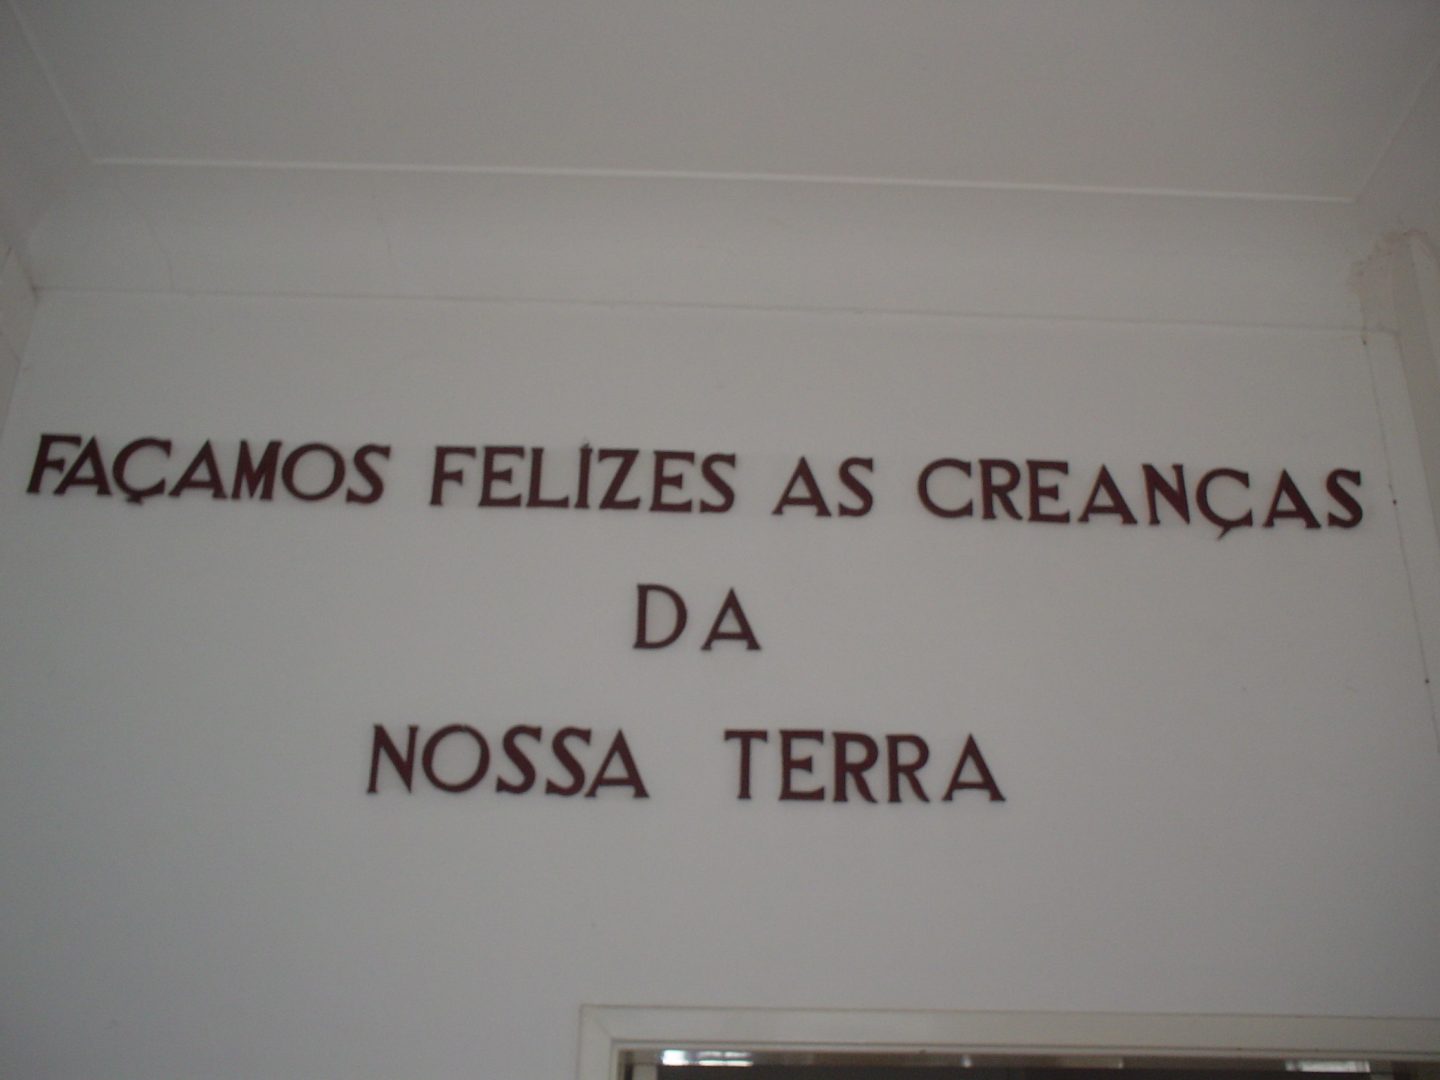 FAÇAMOS FELIZES AS CREANÇAS
DA
NOSSA TERRA